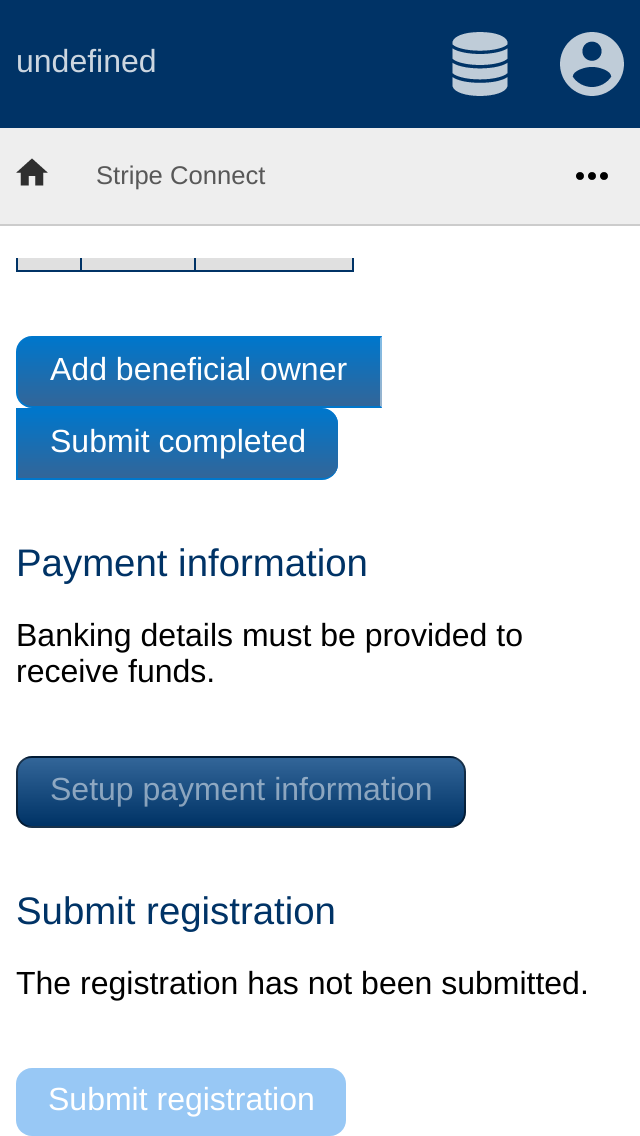 undefined
Stripe Connect
Add beneficial owner
Submit completed
Payment information
Banking details must be provided to
receive funds.
Setup payment information
Submit registration
The registration has not been submitted.
Submit registration